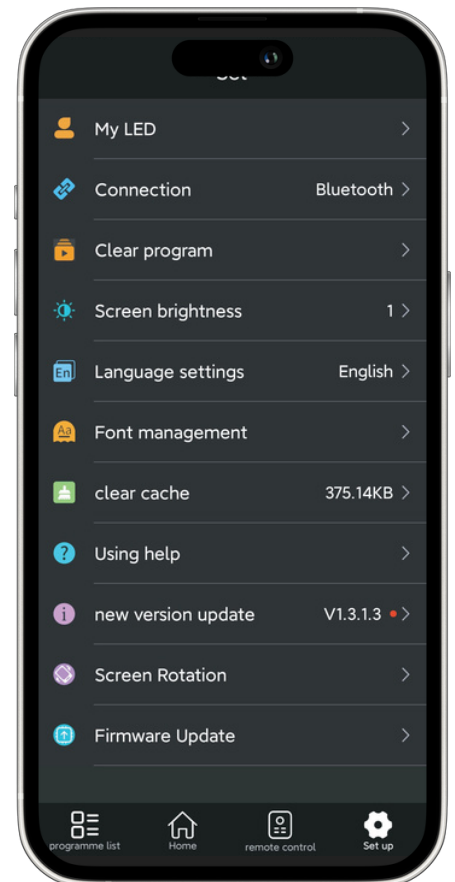 My LED
Connection Bluetooth
Clear program
Screen brightness 1
En Language settings English
Aa Font management
clear cache 375.14KB
? Using help
i new version update V1.3.1.3
Screen Rotation
Firmware Update
programme list Home remote control Set up